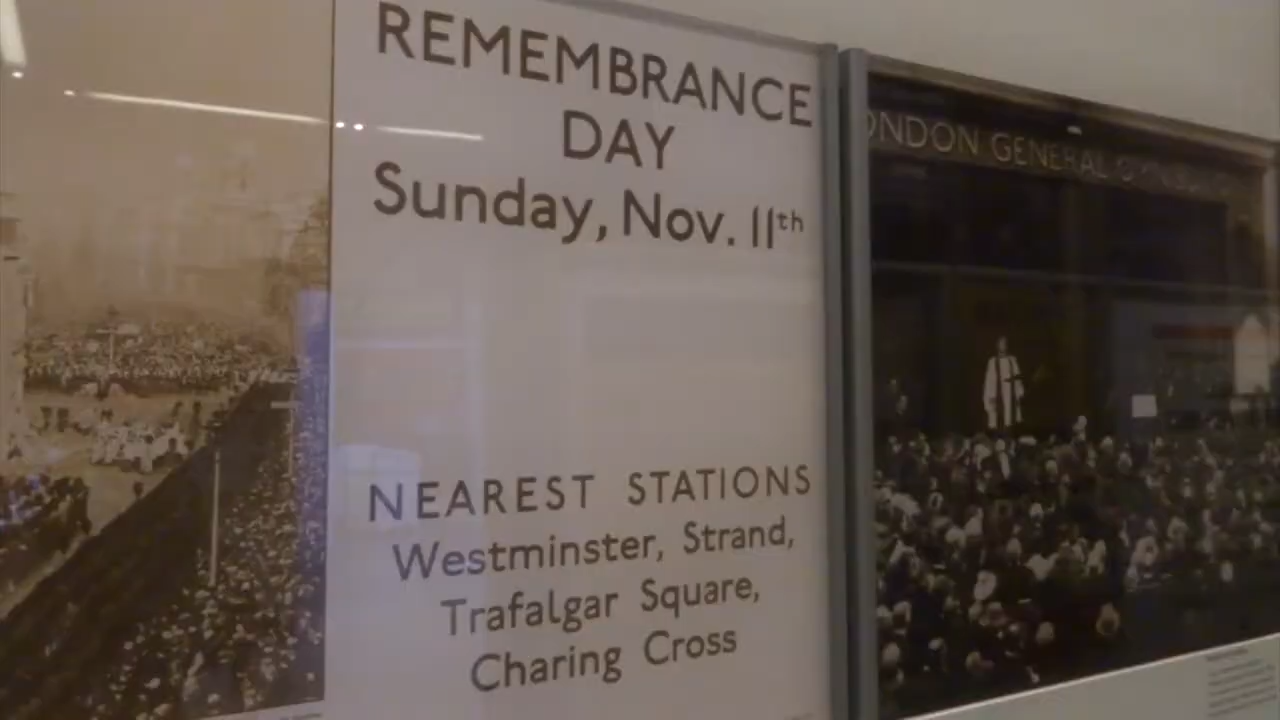 REMEMBRANCE
DAY
Sunday, Nov. 11th
NEAREST STATIONS
Westminster, Strand,
Trafalgar Square,
Charing Cross
ONDON GENERAL